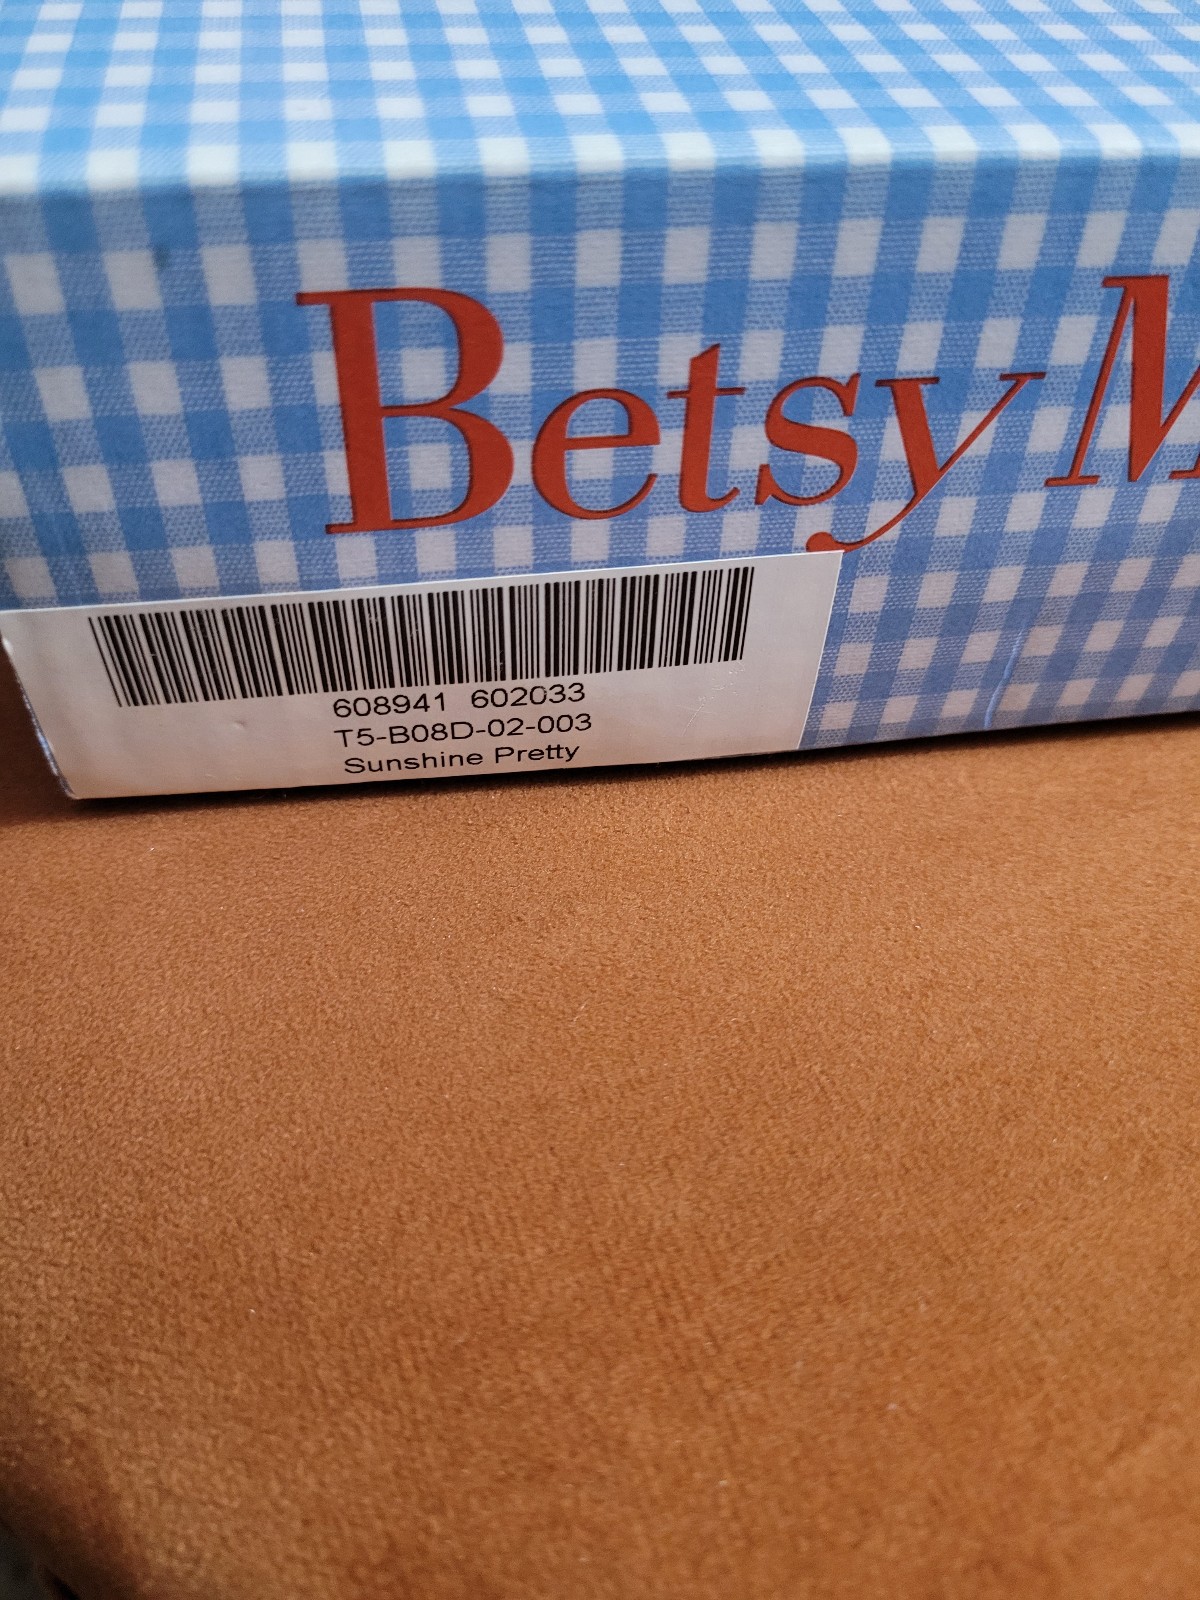 Betsy M
608941 602033
T5-B08D-02-003
Sunshine Pretty